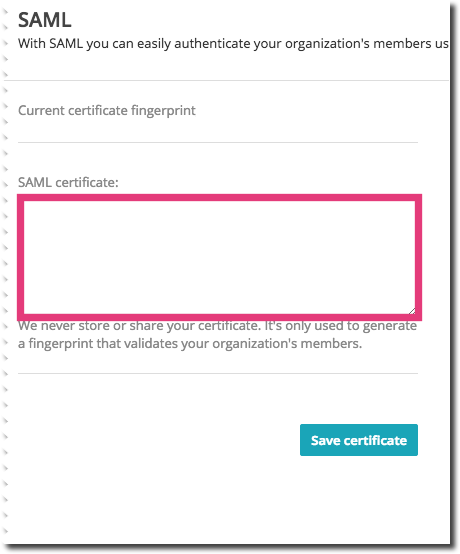 SAML
With SAML you can easily authenticate your organization's members us
Current certificate fingerprint
SAML certificate:
We never store or share your certificate. It's only used to generate
a fingerprint that validates your organization's members.
Save certificate